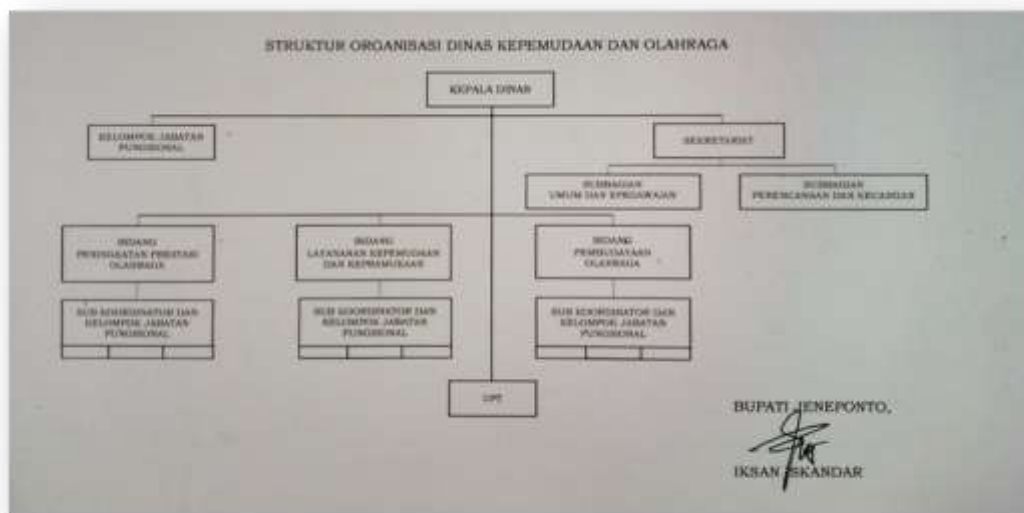 STRUKTUR ORGANISASI DINAS KEPEMUDAAN DAN OLAHRAGA
KEPALA DINAS
KELOMPOK JABATAN
FUNGSIONAL
SEKRETARIAT
SUBBAGIAN
UMUM DAN
SUBBAGIAN
PERENCANAAN DAN KEUANGAN
BIDANG
PENINGKATAN PRESTASI
OLAHRAGA
BIDANG
LAYANAN KEPEMUDAAN
DAN KEPRAMUKAAN
BIDANG
PEMBUDAYAAN
OLAHRAGA
SUB KOORDINATOR DAN
KELOMPOK JABATAN
FUNGSIONAL
SUB KOORDINATOR DAN
KELOMPOK JABATAN
FUNGSIONAL
SUB KOORDINATOR DAN
KELOMPOK JABATAN
FUNGSIONAL
UPT
BUPATI JENEPONTO,
IKSAN ISKANDAR